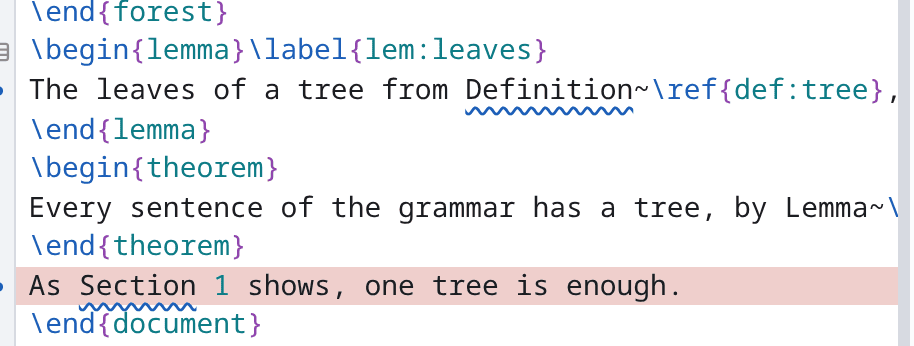 \end{forest}
\begin{lemma}\label{lem:leaves}
The leaves of a tree from Definition~\ref{def:tree},
\end{lemma}
\begin{theorem}
Every sentence of the grammar has a tree, by Lemma~\
\end{theorem}
As Section 1 shows, one tree is enough.
\end{document}